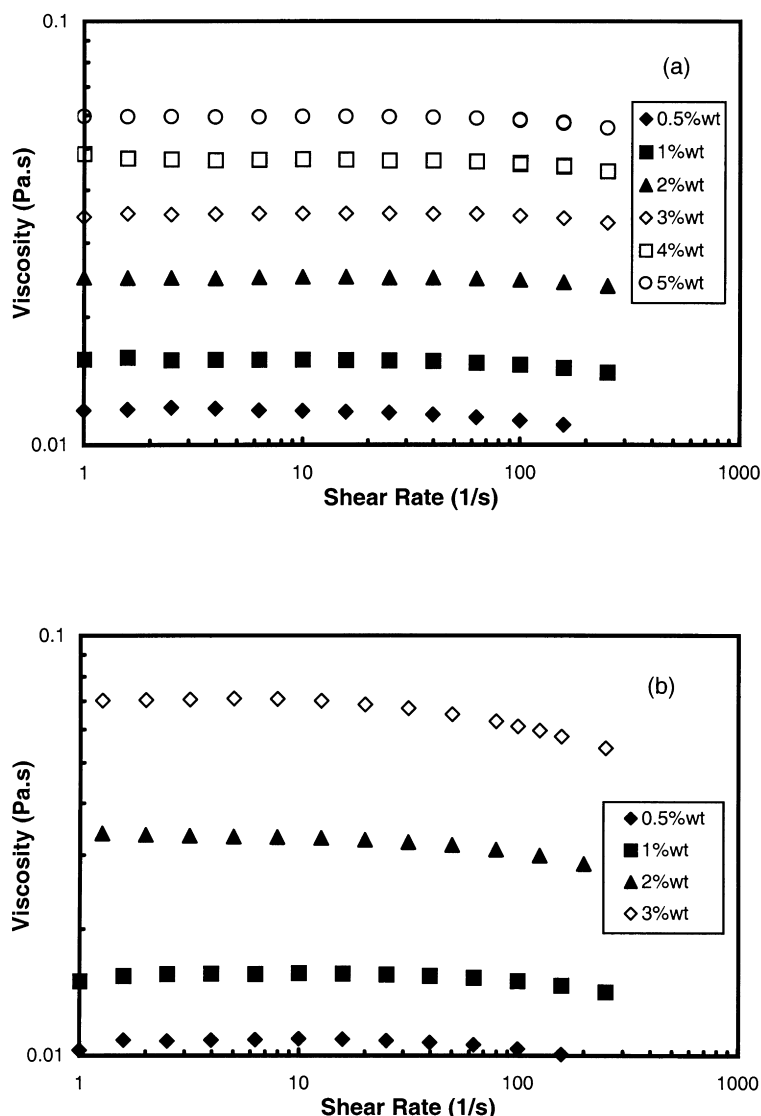 0.1
(a)
0.5%wt
1%wt
2%wt
3%wt
4%wt
5%wt
Viscosity (Pa.s)
0.01
1 10 100 1000
Shear Rate (1/s)
0.1
(b)
0.5%wt
1%wt
2%wt
3%wt
Viscosity (Pa.s)
0.01
1 10 100 1000
Shear Rate (1/s)